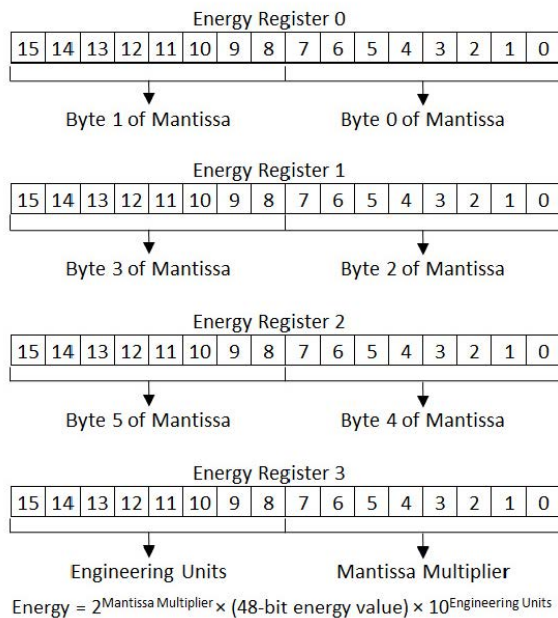 Energy Register 0
15 14 13 12 11 10 9 8 7 6 5 4 3 2 1 0
Byte 1 of Mantissa Byte 0 of Mantissa
Energy Register 1
15 14 13 12 11 10 9 8 7 6 5 4 3 2 1 0
Byte 3 of Mantissa Byte 2 of Mantissa
Energy Register 2
15 14 13 12 11 10 9 8 7 6 5 4 3 2 1 0
Byte 5 of Mantissa Byte 4 of Mantissa
Energy Register 3
15 14 13 12 11 10 9 8 7 6 5 4 3 2 1 0
Engineering Units Mantissa Multiplier
Energy = 2^Mantissa Multiplier × (48-bit energy value) × 10^Engineering Units